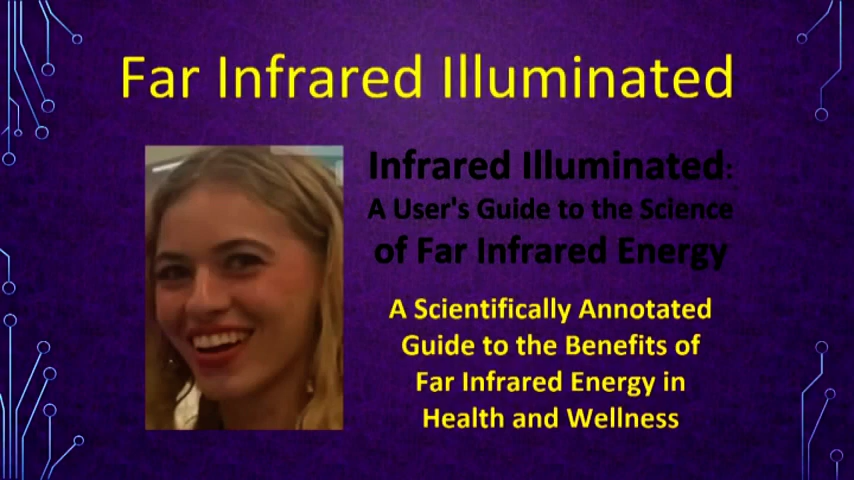 Far Infrared Illuminated
Infrared Illuminated:
A User's Guide to the Science
of Far Infrared Energy
A Scientifically Annotated
Guide to the Benefits of
Far Infrared Energy in
Health and Wellness